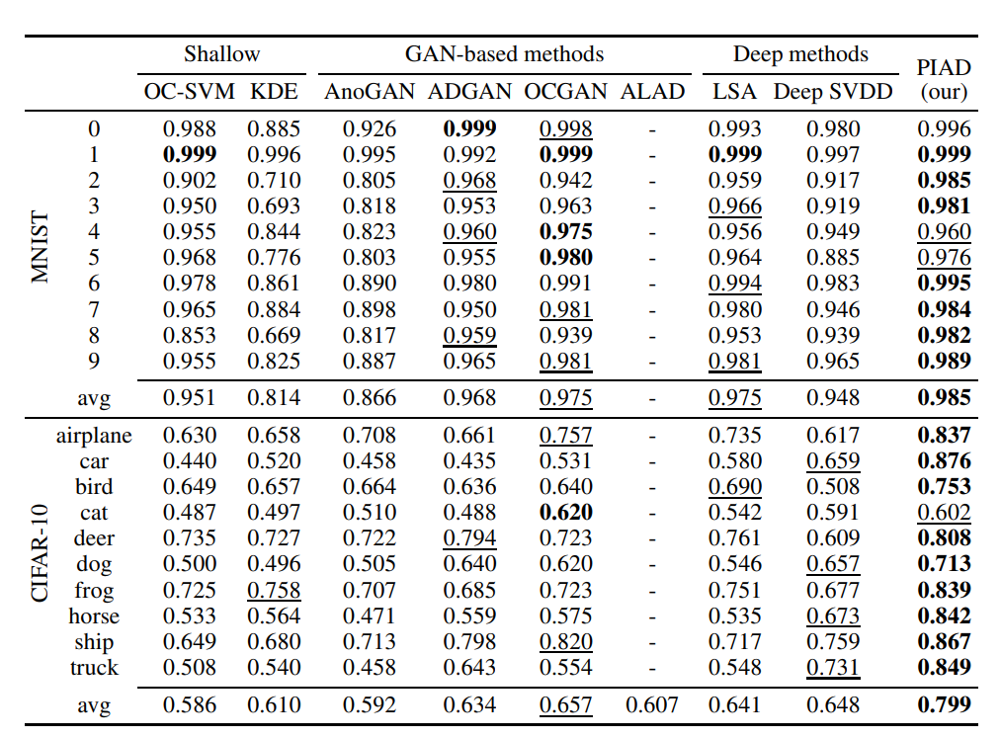 Shallow GAN-based methods Deep methods PIAD
OC-SVM KDE AnoGAN ADGAN OCGAN ALAD LSA Deep SVDD (our)
MNIST
0 0.988 0.885 0.926 0.999 0.998 - 0.993 0.980 0.996
1 0.999 0.996 0.995 0.992 0.999 - 0.999 0.997 0.999
2 0.902 0.710 0.805 0.968 0.942 - 0.959 0.917 0.985
3 0.950 0.693 0.818 0.953 0.963 - 0.966 0.919 0.981
4 0.955 0.844 0.823 0.960 0.975 - 0.956 0.949 0.960
5 0.968 0.776 0.803 0.955 0.980 - 0.964 0.885 0.976
6 0.978 0.861 0.890 0.980 0.991 - 0.994 0.983 0.995
7 0.965 0.884 0.898 0.950 0.981 - 0.980 0.946 0.984
8 0.853 0.669 0.817 0.959 0.939 - 0.953 0.939 0.982
9 0.955 0.825 0.887 0.965 0.981 - 0.981 0.965 0.989
avg 0.951 0.814 0.866 0.968 0.975 - 0.975 0.948 0.985
CIFAR-10
airplane 0.630 0.658 0.708 0.661 0.757 - 0.735 0.617 0.837
car 0.440 0.520 0.458 0.435 0.531 - 0.580 0.659 0.876
bird 0.649 0.657 0.664 0.636 0.640 - 0.690 0.508 0.753
cat 0.487 0.497 0.510 0.488 0.620 - 0.542 0.591 0.602
deer 0.735 0.727 0.722 0.794 0.723 - 0.761 0.609 0.808
dog 0.500 0.496 0.505 0.640 0.620 - 0.546 0.657 0.713
frog 0.725 0.758 0.707 0.685 0.723 - 0.751 0.677 0.839
horse 0.533 0.564 0.471 0.559 0.575 - 0.535 0.673 0.842
ship 0.649 0.680 0.713 0.798 0.820 - 0.717 0.759 0.867
truck 0.508 0.540 0.458 0.643 0.554 - 0.548 0.731 0.849
avg 0.586 0.610 0.592 0.634 0.657 0.607 0.641 0.648 0.799